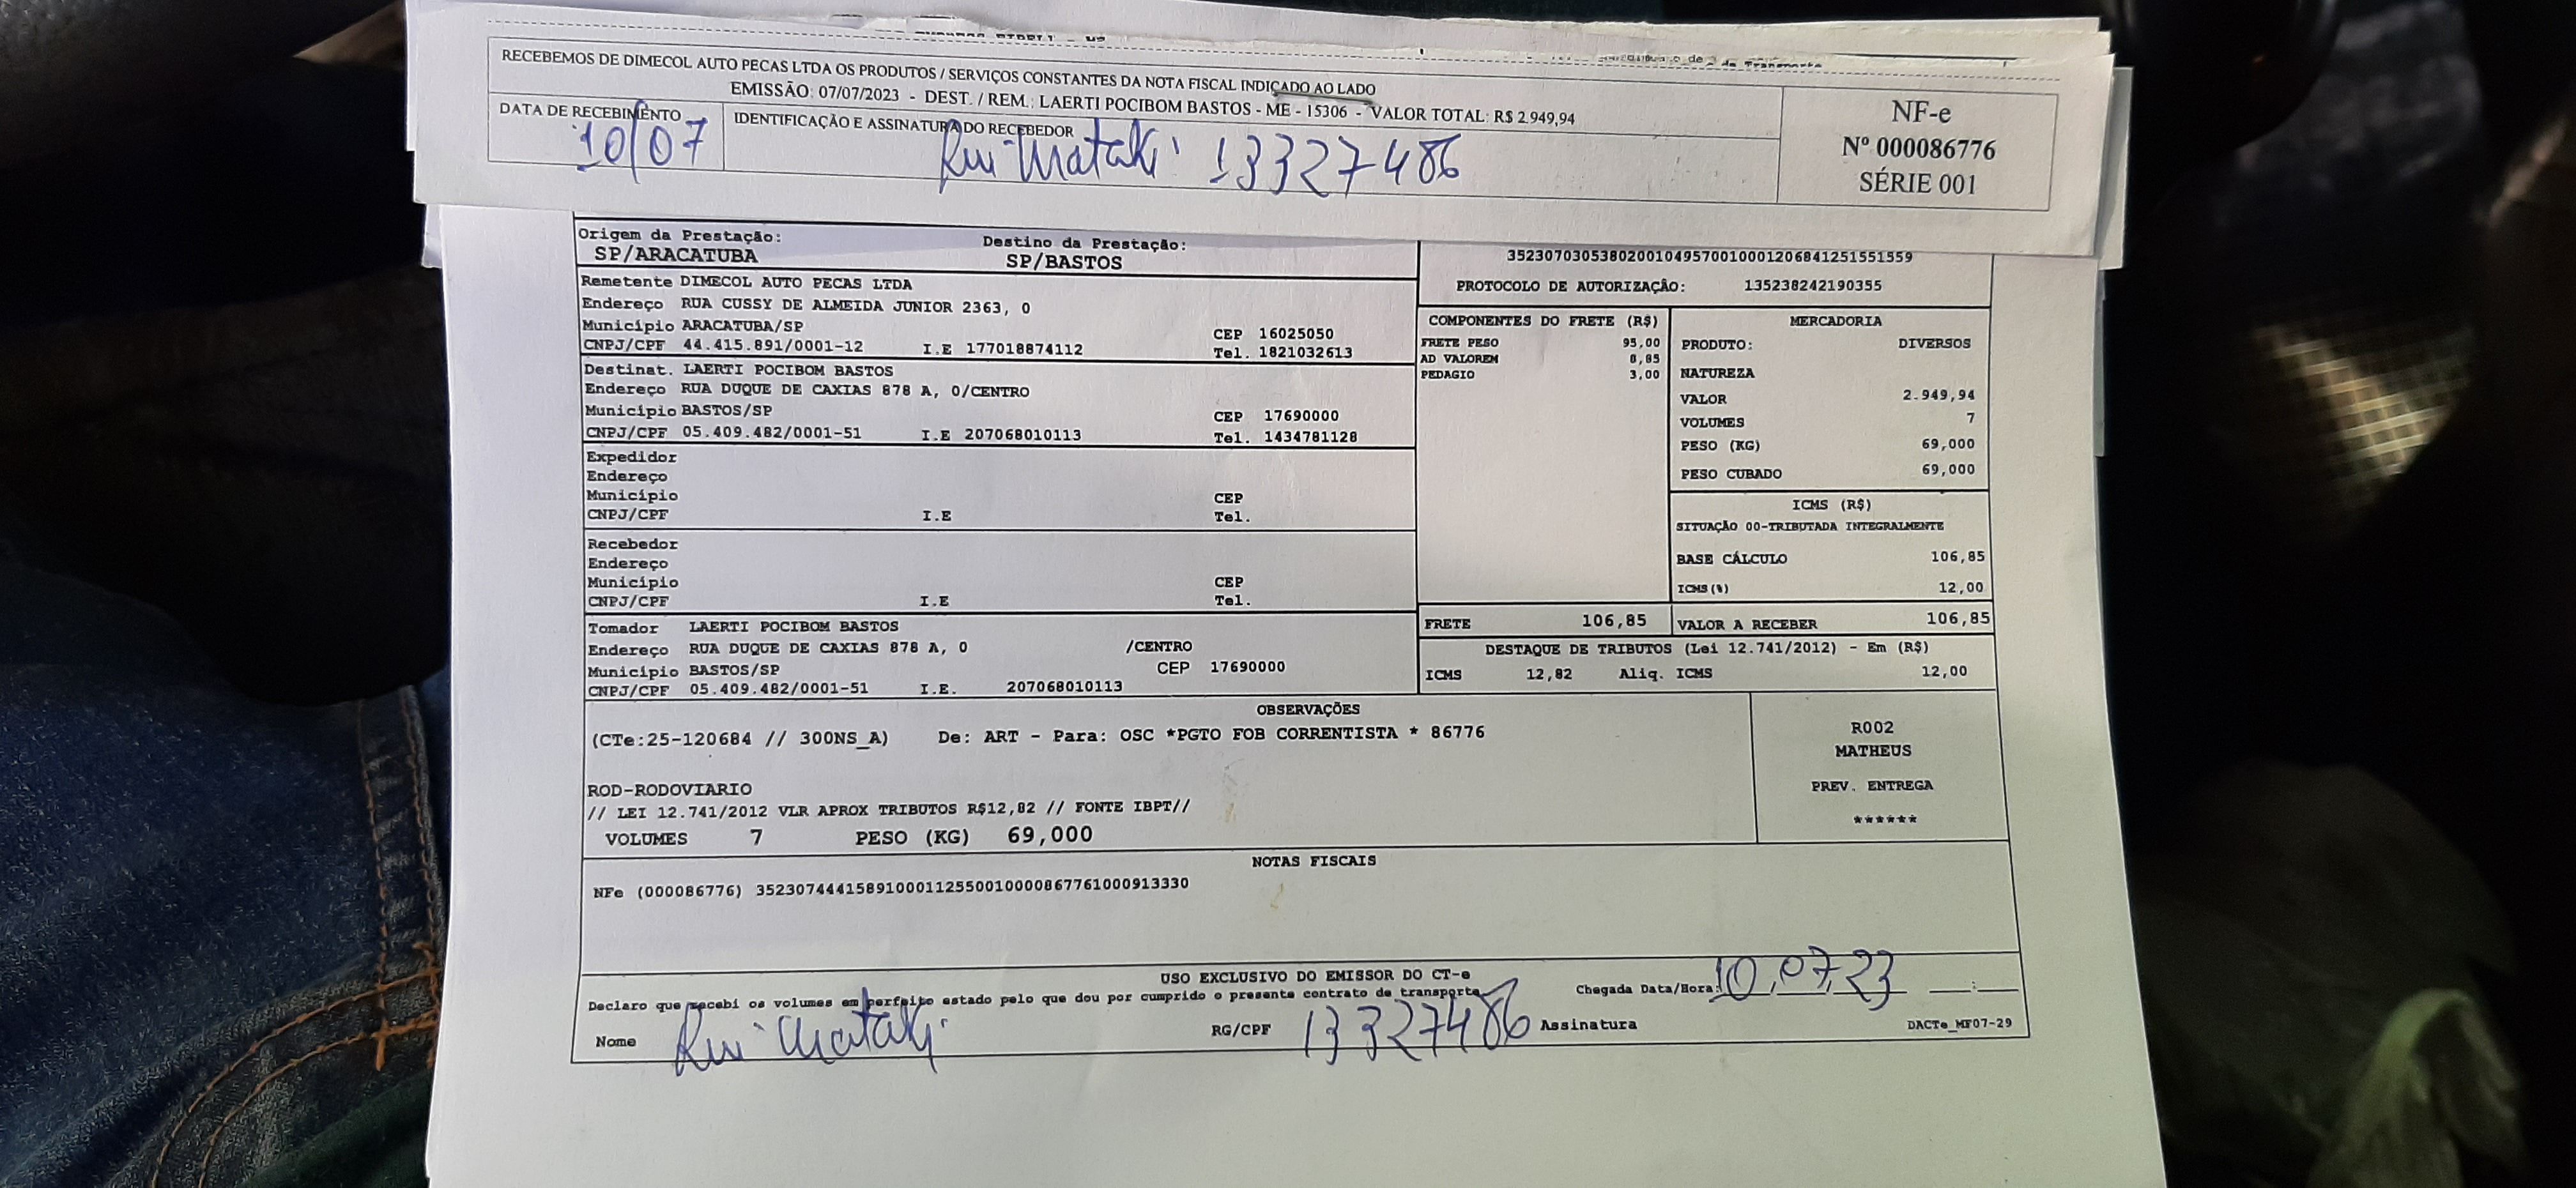 RECEBEMOS DE DIMECOL AUTO PECAS LTDA OS PRODUTOS / SERVIÇOS CONSTANTES DA NOTA FISCAL INDICADO AO LADO
EMISSÃO: 07/07/2023 - DEST. / REM.: LAERTI POCIBOM BASTOS - ME - 15306 - VALOR TOTAL: R$ 2.949,94
DATA DE RECEBIMENTO
10/07
IDENTIFICAÇÃO E ASSINATURA DO RECEBEDOR
Rui Mataki 13327486
NF-e
Nº 000086776
SÉRIE 001
Origem da Prestação:
SP/ARACATUBA
Destino da Prestação:
SP/BASTOS
Remetente DIMECOL AUTO PECAS LTDA
Endereço RUA CUSSY DE ALMEIDA JUNIOR 2363, 0
Município ARACATUBA/SP CEP 16025050
CNPJ/CPF 44.415.891/0001-12 I.E 177018874112 Tel. 1821032613
Destinat. LAERTI POCIBOM BASTOS
Endereço RUA DUQUE DE CAXIAS 878 A, 0/CENTRO
Município BASTOS/SP CEP 17690000
CNPJ/CPF 05.409.482/0001-51 I.E 207068010113 Tel. 1434781128
Expedidor
Endereço
Município CEP
CNPJ/CPF I.E Tel.
Recebedor
Endereço
Município CEP
CNPJ/CPF I.E Tel.
Tomador LAERTI POCIBOM BASTOS
Endereço RUA DUQUE DE CAXIAS 878 A, 0 /CENTRO
Município BASTOS/SP CEP 17690000
CNPJ/CPF 05.409.482/0001-51 I.E. 207068010113
35230703053802001049570010001206841251551559
PROTOCOLO DE AUTORIZAÇÃO: 135238242190355
COMPONENTES DO FRETE (R$)
FRETE PESO 95,00
AD VALOREM 8,85
PEDAGIO 3,00
MERCADORIA
PRODUTO: DIVERSOS
NATUREZA
VALOR 2.949,94
VOLUMES 7
PESO (KG) 69,000
PESO CUBADO 69,000
ICMS (R$)
SITUAÇÃO 00-TRIBUTADA INTEGRALMENTE
BASE CÁLCULO 106,85
ICMS(%) 12,00
FRETE 106,85 VALOR A RECEBER 106,85
DESTAQUE DE TRIBUTOS (Lei 12.741/2012) - Em (R$)
ICMS 12,82 Aliq. ICMS 12,00
OBSERVAÇÕES
(CTe:25-120684 // 300NS_A) De: ART - Para: OSC *PGTO FOB CORRENTISTA * 86776
ROD-RODOVIARIO
// LEI 12.741/2012 VLR APROX TRIBUTOS R$12,82 // FONTE IBPT//
VOLUMES 7 PESO (KG) 69,000
R002
MATHEUS
PREV. ENTREGA
******
NOTAS FISCAIS
NFe (000086776) 35230744415891000112550010000867761000913330
USO EXCLUSIVO DO EMISSOR DO CT-e
Declaro que recebi os volumes em perfeito estado pelo que dou por cumprido o presente contrato de transporte
Chegada Data/Hora: 10,07,23 :
Nome Rui Mataki RG/CPF 13327486 Assinatura
DACTe_MF07-29